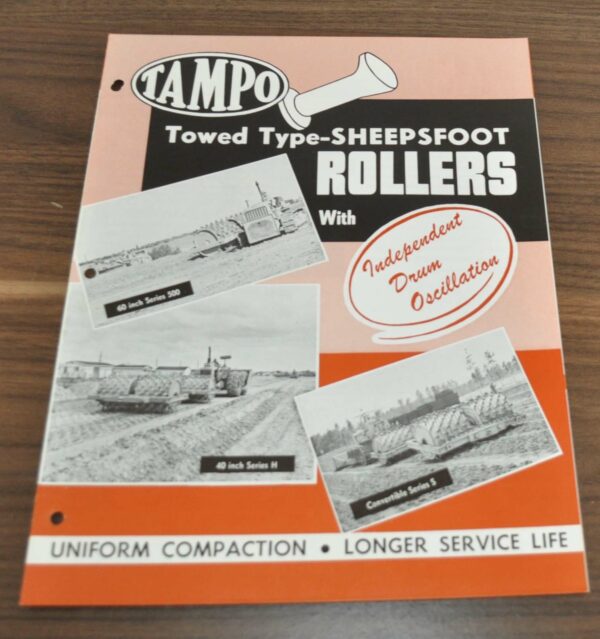 TAMPO
Towed Type-SHEEPSFOOT
ROLLERS
With
Independent
Drum
Oscillation
60 inch Series 500
40 inch Series H
Convertible Series S
UNIFORM COMPACTION • LONGER SERVICE LIFE